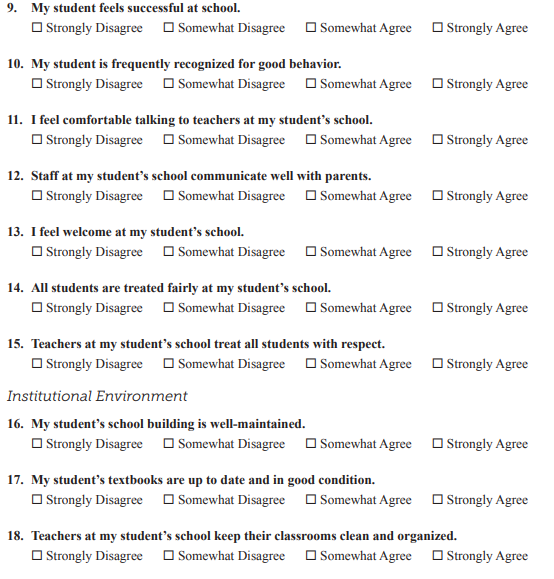 9. My student feels successful at school.
☐ Strongly Disagree ☐ Somewhat Disagree ☐ Somewhat Agree ☐ Strongly Agree
10. My student is frequently recognized for good behavior.
☐ Strongly Disagree ☐ Somewhat Disagree ☐ Somewhat Agree ☐ Strongly Agree
11. I feel comfortable talking to teachers at my student’s school.
☐ Strongly Disagree ☐ Somewhat Disagree ☐ Somewhat Agree ☐ Strongly Agree
12. Staff at my student’s school communicate well with parents.
☐ Strongly Disagree ☐ Somewhat Disagree ☐ Somewhat Agree ☐ Strongly Agree
13. I feel welcome at my student’s school.
☐ Strongly Disagree ☐ Somewhat Disagree ☐ Somewhat Agree ☐ Strongly Agree
14. All students are treated fairly at my student’s school.
☐ Strongly Disagree ☐ Somewhat Disagree ☐ Somewhat Agree ☐ Strongly Agree
15. Teachers at my student’s school treat all students with respect.
☐ Strongly Disagree ☐ Somewhat Disagree ☐ Somewhat Agree ☐ Strongly Agree
Institutional Environment
16. My student’s school building is well-maintained.
☐ Strongly Disagree ☐ Somewhat Disagree ☐ Somewhat Agree ☐ Strongly Agree
17. My student’s textbooks are up to date and in good condition.
☐ Strongly Disagree ☐ Somewhat Disagree ☐ Somewhat Agree ☐ Strongly Agree
18. Teachers at my student’s school keep their classrooms clean and organized.
☐ Strongly Disagree ☐ Somewhat Disagree ☐ Somewhat Agree ☐ Strongly Agree